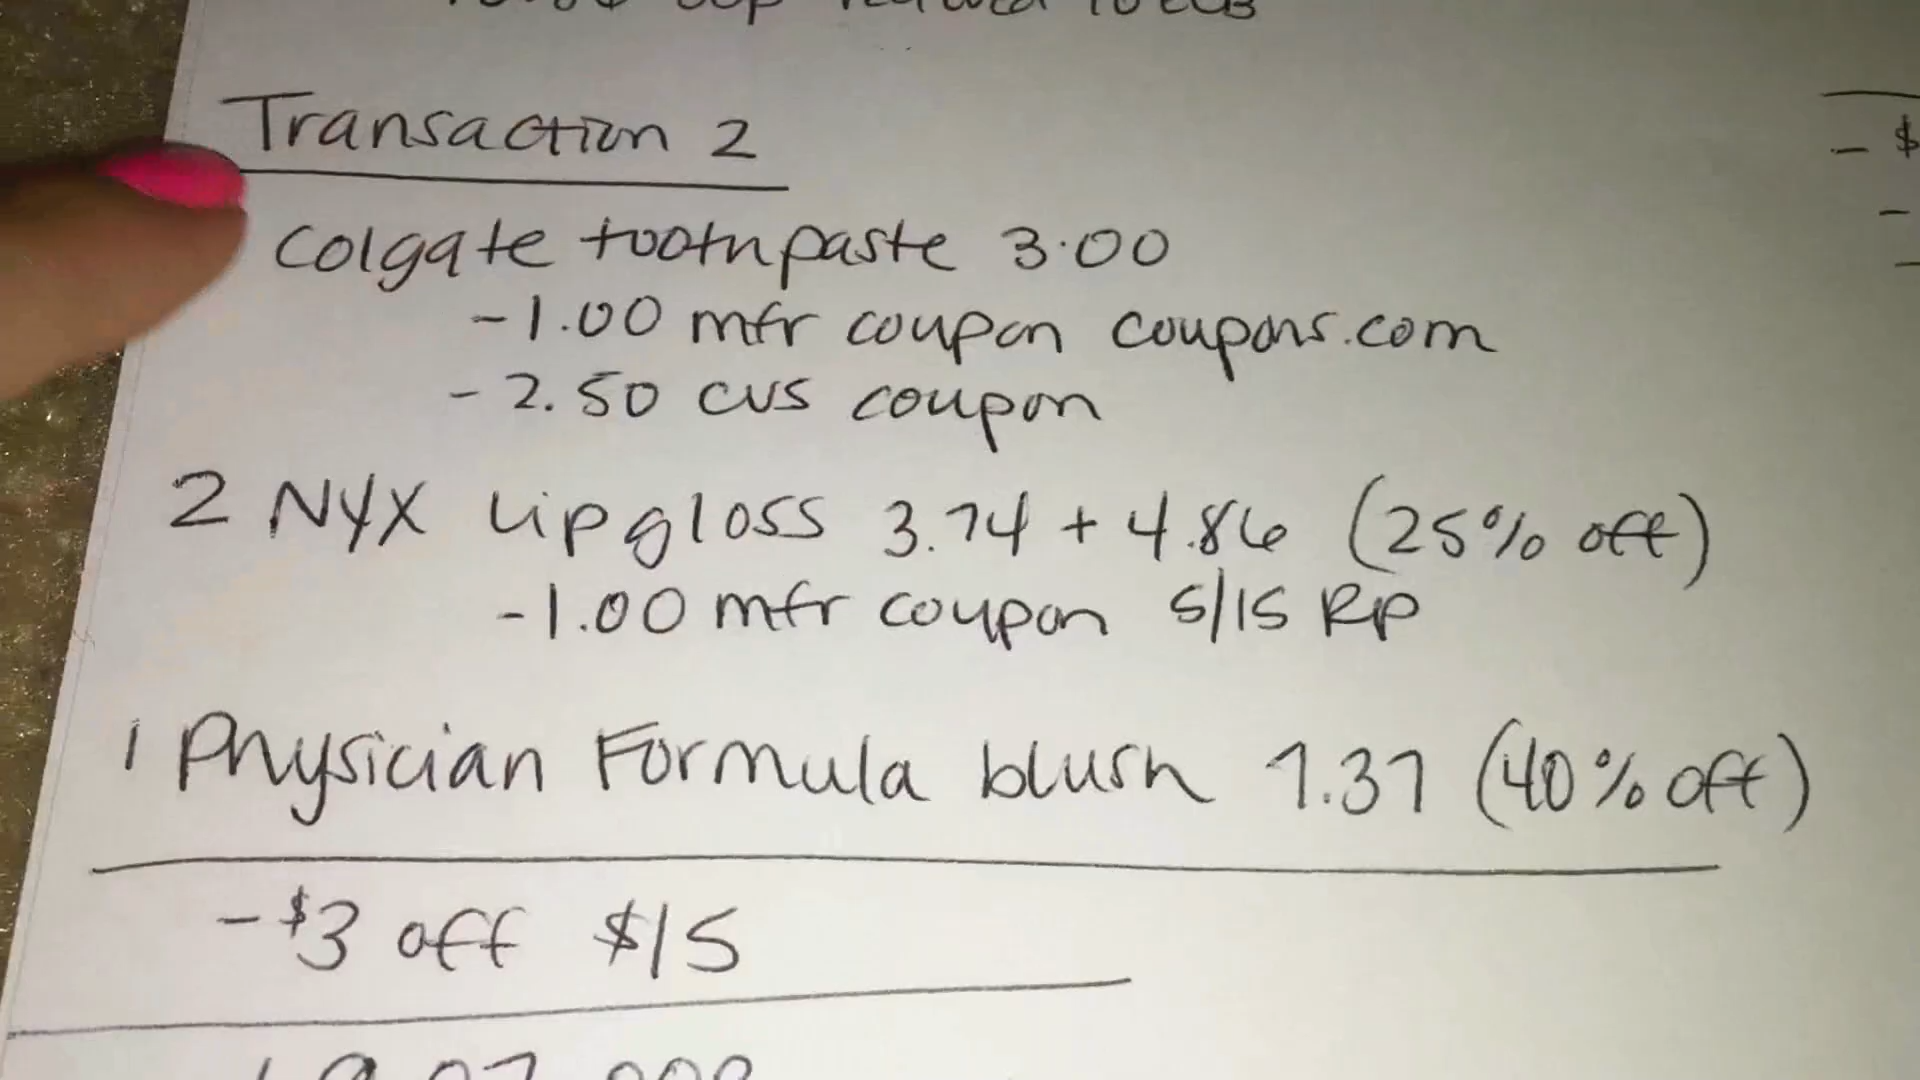 Transaction 2
- $
Colgate toothpaste 3.00
-1.00 mfr coupon coupons.com
- 2.50 CVS coupon
2 NYX Lip gloss 3.74 + 4.86 (25% off)
-1.00 mfr coupon 5/15 RP
1 Physician Formula blush 7.37 (40% off)
- $3 off $15